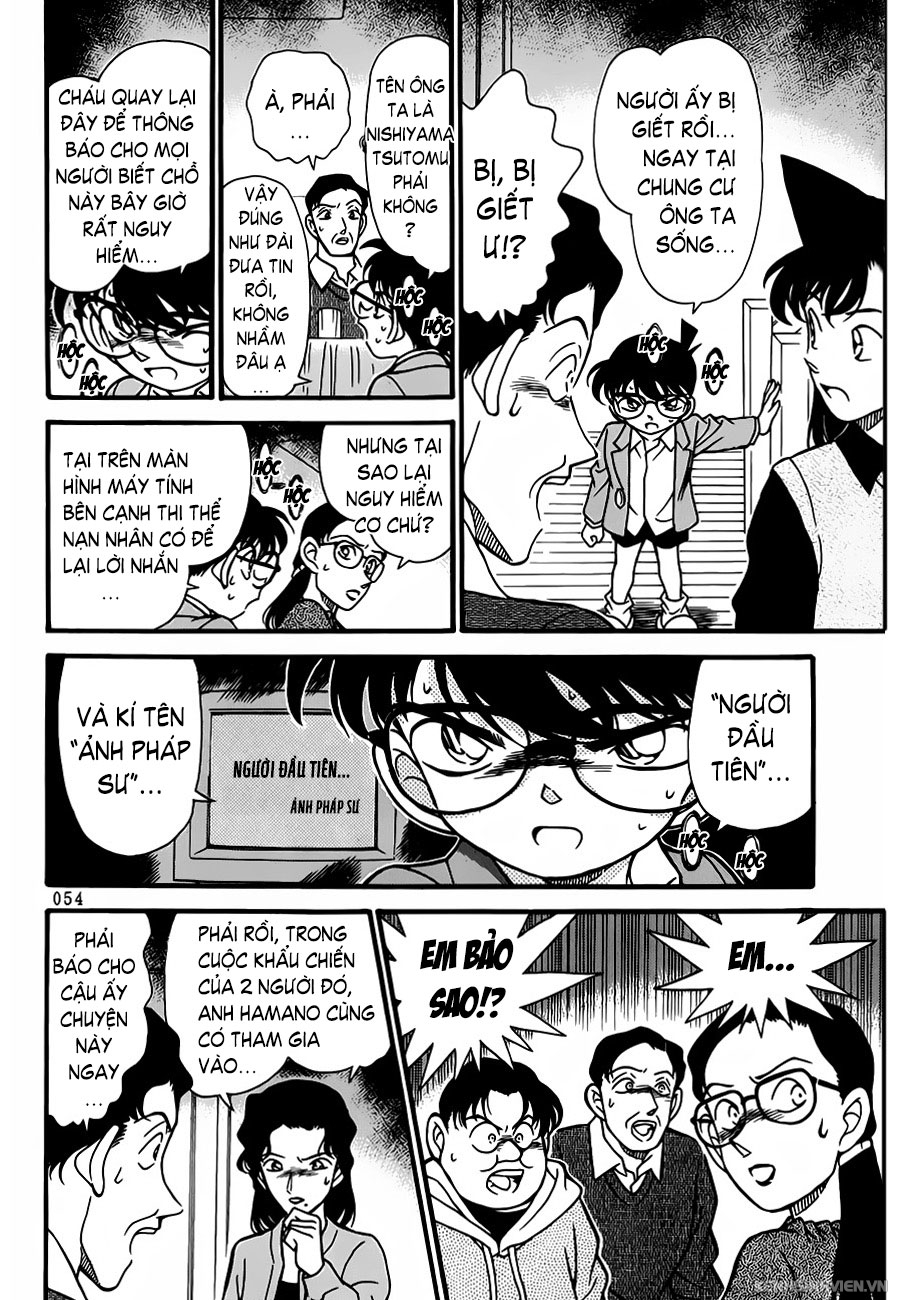 NGƯỜI ẤY BỊ
GIẾT RỒI...
NGAY TẠI
CHUNG CƯ
ÔNG TA
SỐNG...
BỊ, BỊ
GIẾT
Ư!?
HỘC
HỘC
TÊN ÔNG
TA LÀ
NISHIYAMA
TSUTOMU
PHẢI
KHÔNG
?
À, PHẢI
...
VẬY
ĐÚNG
NHƯ ĐÀI
ĐƯA TIN
RỒI,
KHÔNG
NHẦM
ĐÂU Ạ
...
HỘC
HỘC
CHÁU QUAY LẠI
ĐÂY ĐỂ THÔNG
BÁO CHO MỌI
NGƯỜI BIẾT CHỖ
NÀY BÂY GIỜ
RẤT NGUY
HIỂM...
HỘC
HỘC
NHƯNG TẠI
SAO LẠI
NGUY HIỂM
CƠ CHỨ?
TẠI TRÊN MÀN
HÌNH MÁY TÍNH
BÊN CẠNH THI THỂ
NẠN NHÂN CÓ ĐỂ
LẠI LỜI NHẮN
...
HỘC
HỘC
"NGƯỜI
ĐẦU
TIÊN"...
HỘC
HỘC
NGƯỜI ĐẦU TIÊN...
ẢNH PHÁP SƯ
VÀ KÍ TÊN
"ẢNH PHÁP
SƯ"...
054
EM...
EM BẢO
SAO!?
PHẢI RỒI, TRONG
CUỘC KHẨU CHIẾN
CỦA 2 NGƯỜI ĐÓ,
ANH HAMANO CŨNG
CÓ THAM GIA
VÀO...
PHẢI
BÁO CHO
CẬU ẤY
CHUYỆN
NÀY
NGAY
...